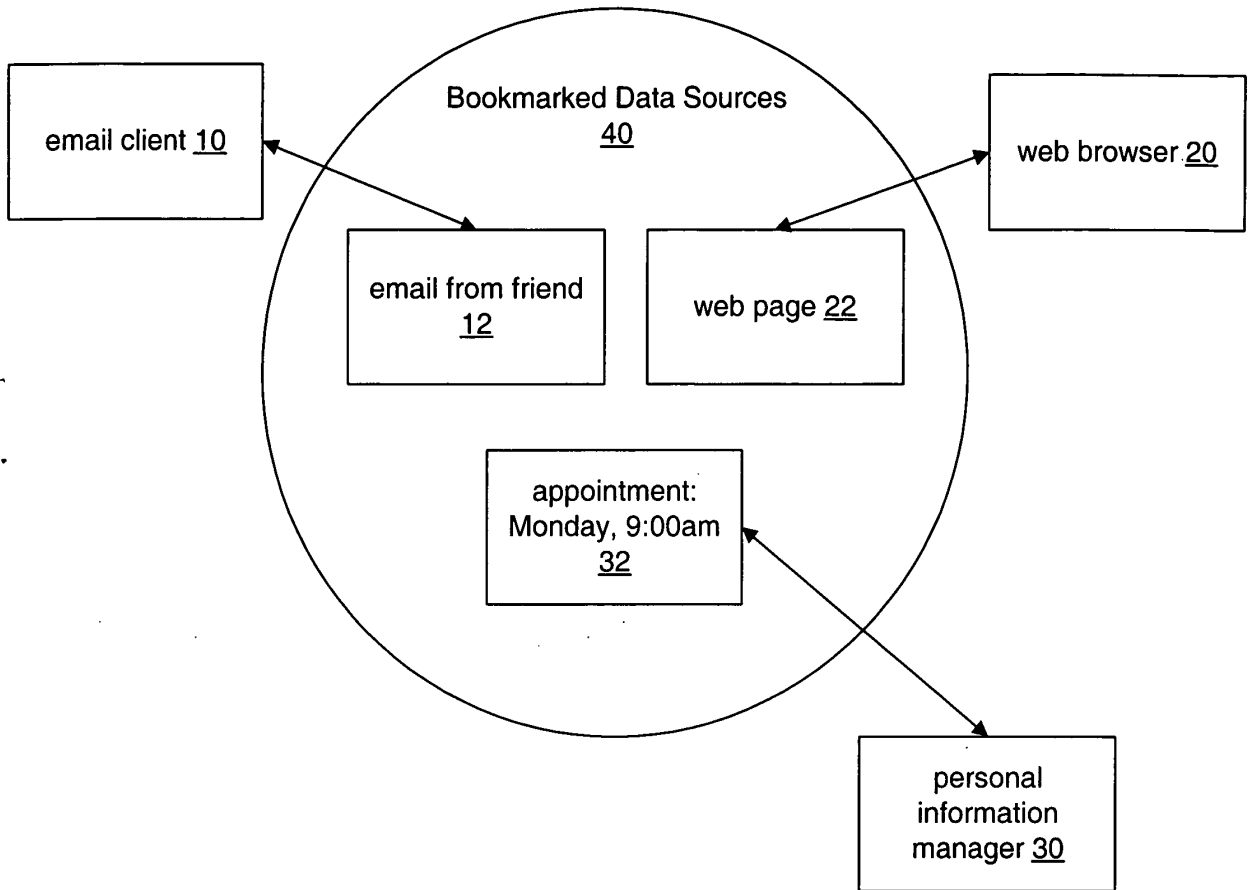 Bookmarked Data Sources
40
email client 10
web browser 20
email from friend
12
web page 22
appointment:
Monday, 9:00am
32
personal
information
manager 30